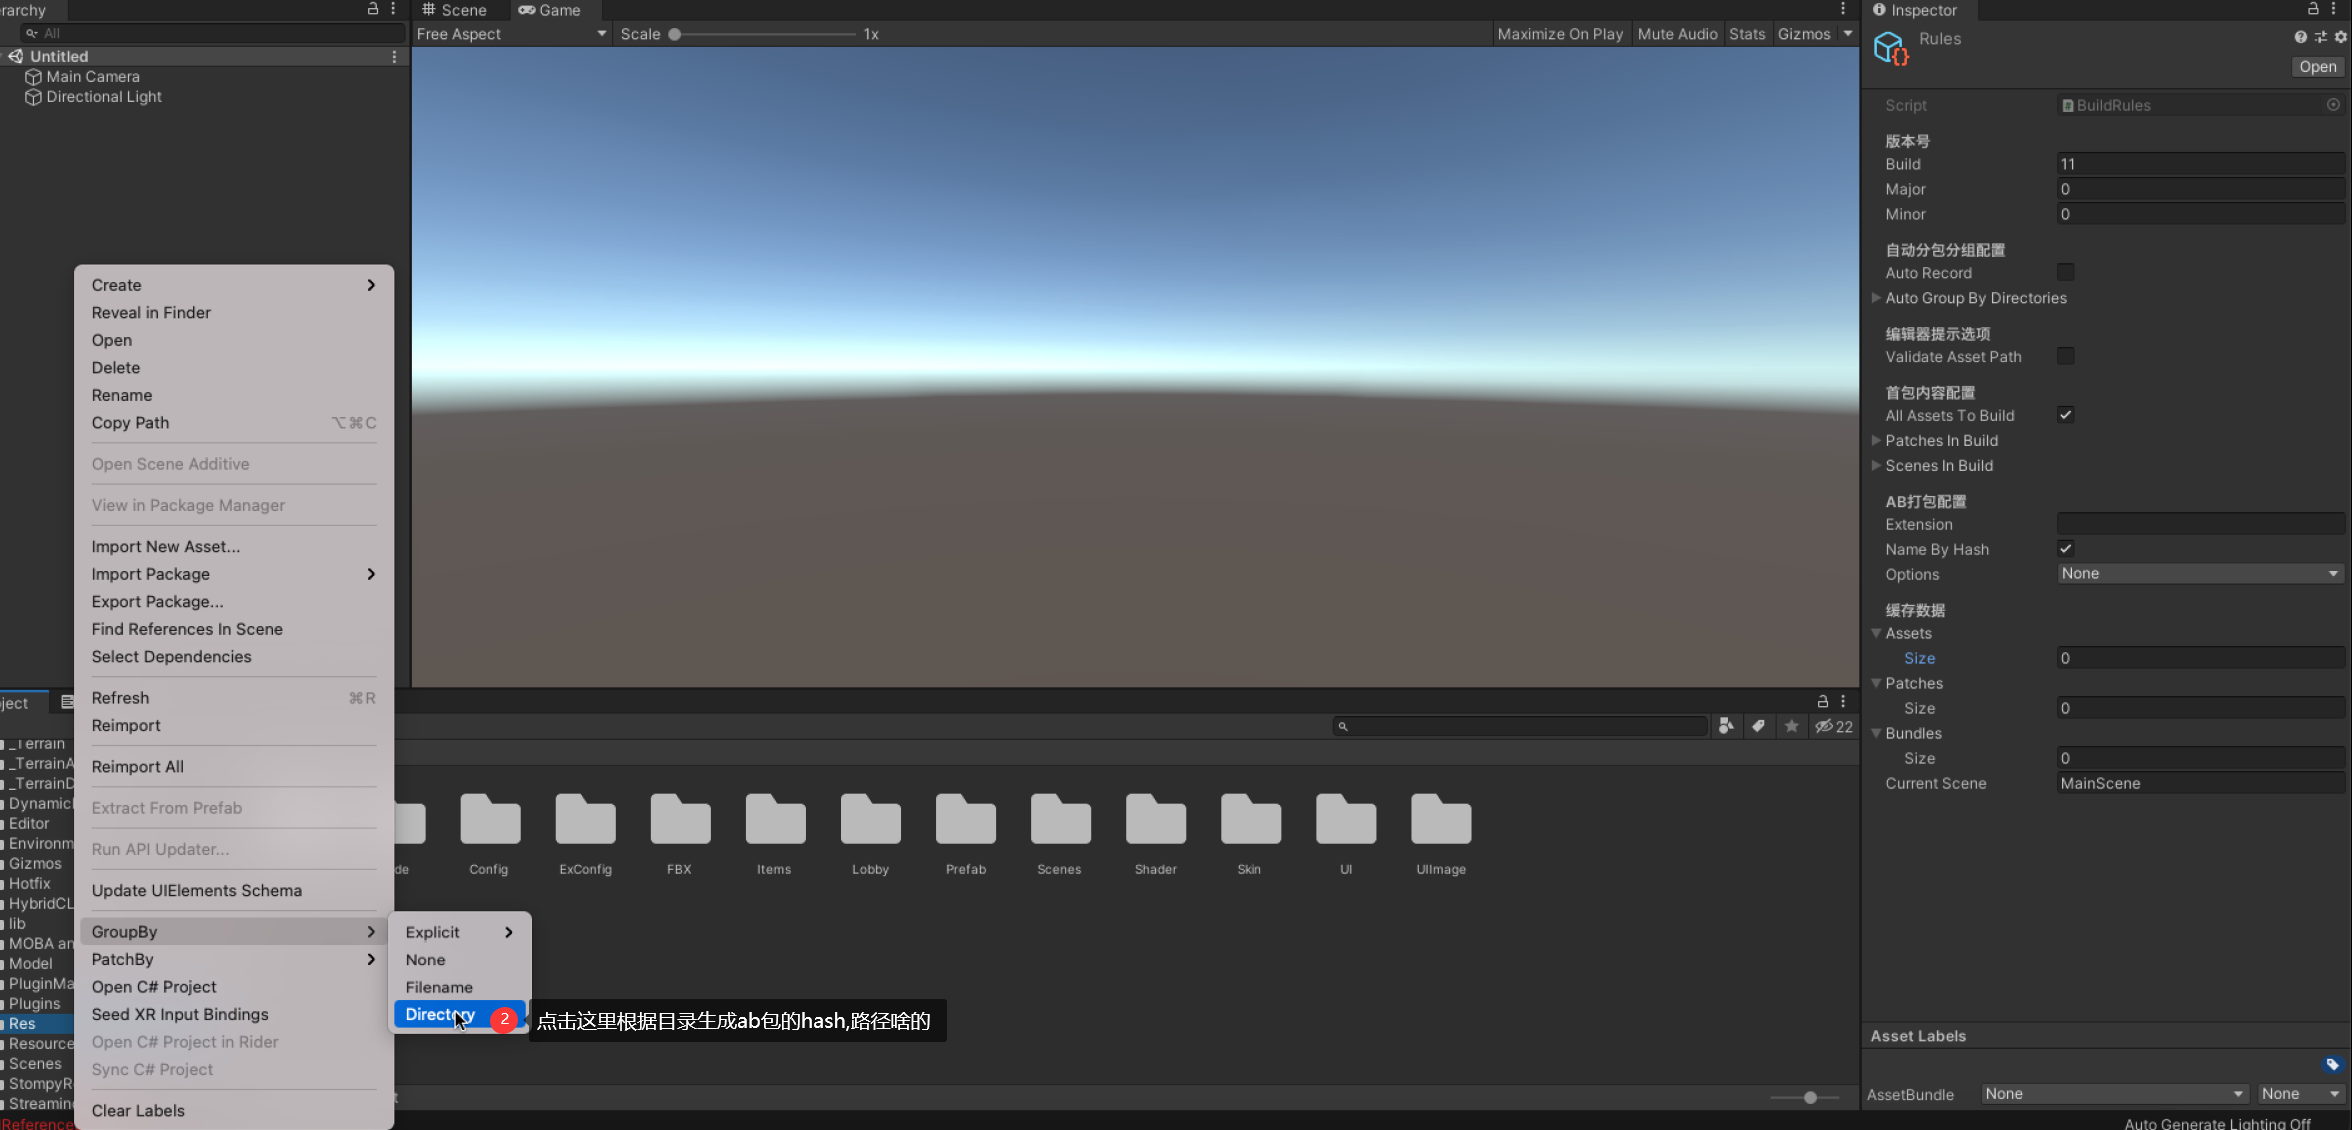 erarchy
All
Untitled
Main Camera
Directional Light
Scene
Game
Free Aspect
Scale
1x
Maximize On Play
Mute Audio
Stats
Gizmos
Create
Reveal in Finder
Open
Delete
Rename
Copy Path ⌥⌘C
Open Scene Additive
View in Package Manager
Import New Asset...
Import Package
Export Package...
Find References In Scene
Select Dependencies
Refresh ⌘R
Reimport
Reimport All
Extract From Prefab
Run API Updater...
Update UIElements Schema
GroupBy
PatchBy
Open C# Project
Seed XR Input Bindings
Open C# Project in Rider
Sync C# Project
Clear Labels
Explicit
None
Filename
Directory
2
点击这里根据目录生成ab包的hash,路径啥的
ject
_Terrain
_TerrainA
_TerrainD
Dynamic
Editor
Environm
Gizmos
Hotfix
HybridCL
lib
MOBA an
Model
PluginMa
Plugins
Res
Resource
Scenes
StompyR
Streaming
Reference
22
de
Config
ExConfig
FBX
Items
Lobby
Prefab
Scenes
Shader
Skin
UI
UIImage
t
Inspector
Rules
Open
Script BuildRules
版本号
Build 11
Major 0
Minor 0
自动分包分组配置
Auto Record
Auto Group By Directories
编辑器提示选项
Validate Asset Path
首包内容配置
All Assets To Build
Patches In Build
Scenes In Build
AB打包配置
Extension
Name By Hash
Options None
缓存数据
Assets
Size 0
Patches
Size 0
Bundles
Size 0
Current Scene MainScene
Asset Labels
AssetBundle None None
Auto Generate Lighting Off